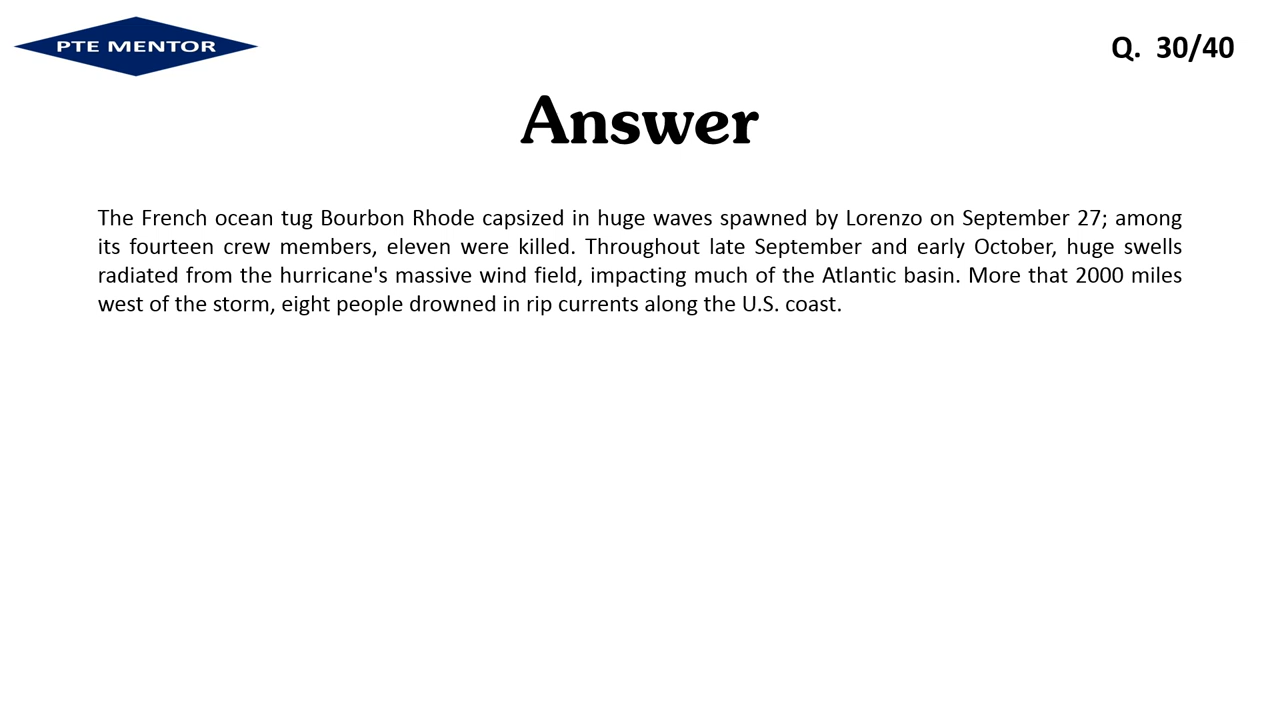 PTE MENTOR
Q. 30/40
Answer
The French ocean tug Bourbon Rhode capsized in huge waves spawned by Lorenzo on September 27; among
its fourteen crew members, eleven were killed. Throughout late September and early October, huge swells
radiated from the hurricane's massive wind field, impacting much of the Atlantic basin. More that 2000 miles
west of the storm, eight people drowned in rip currents along the U.S. coast.